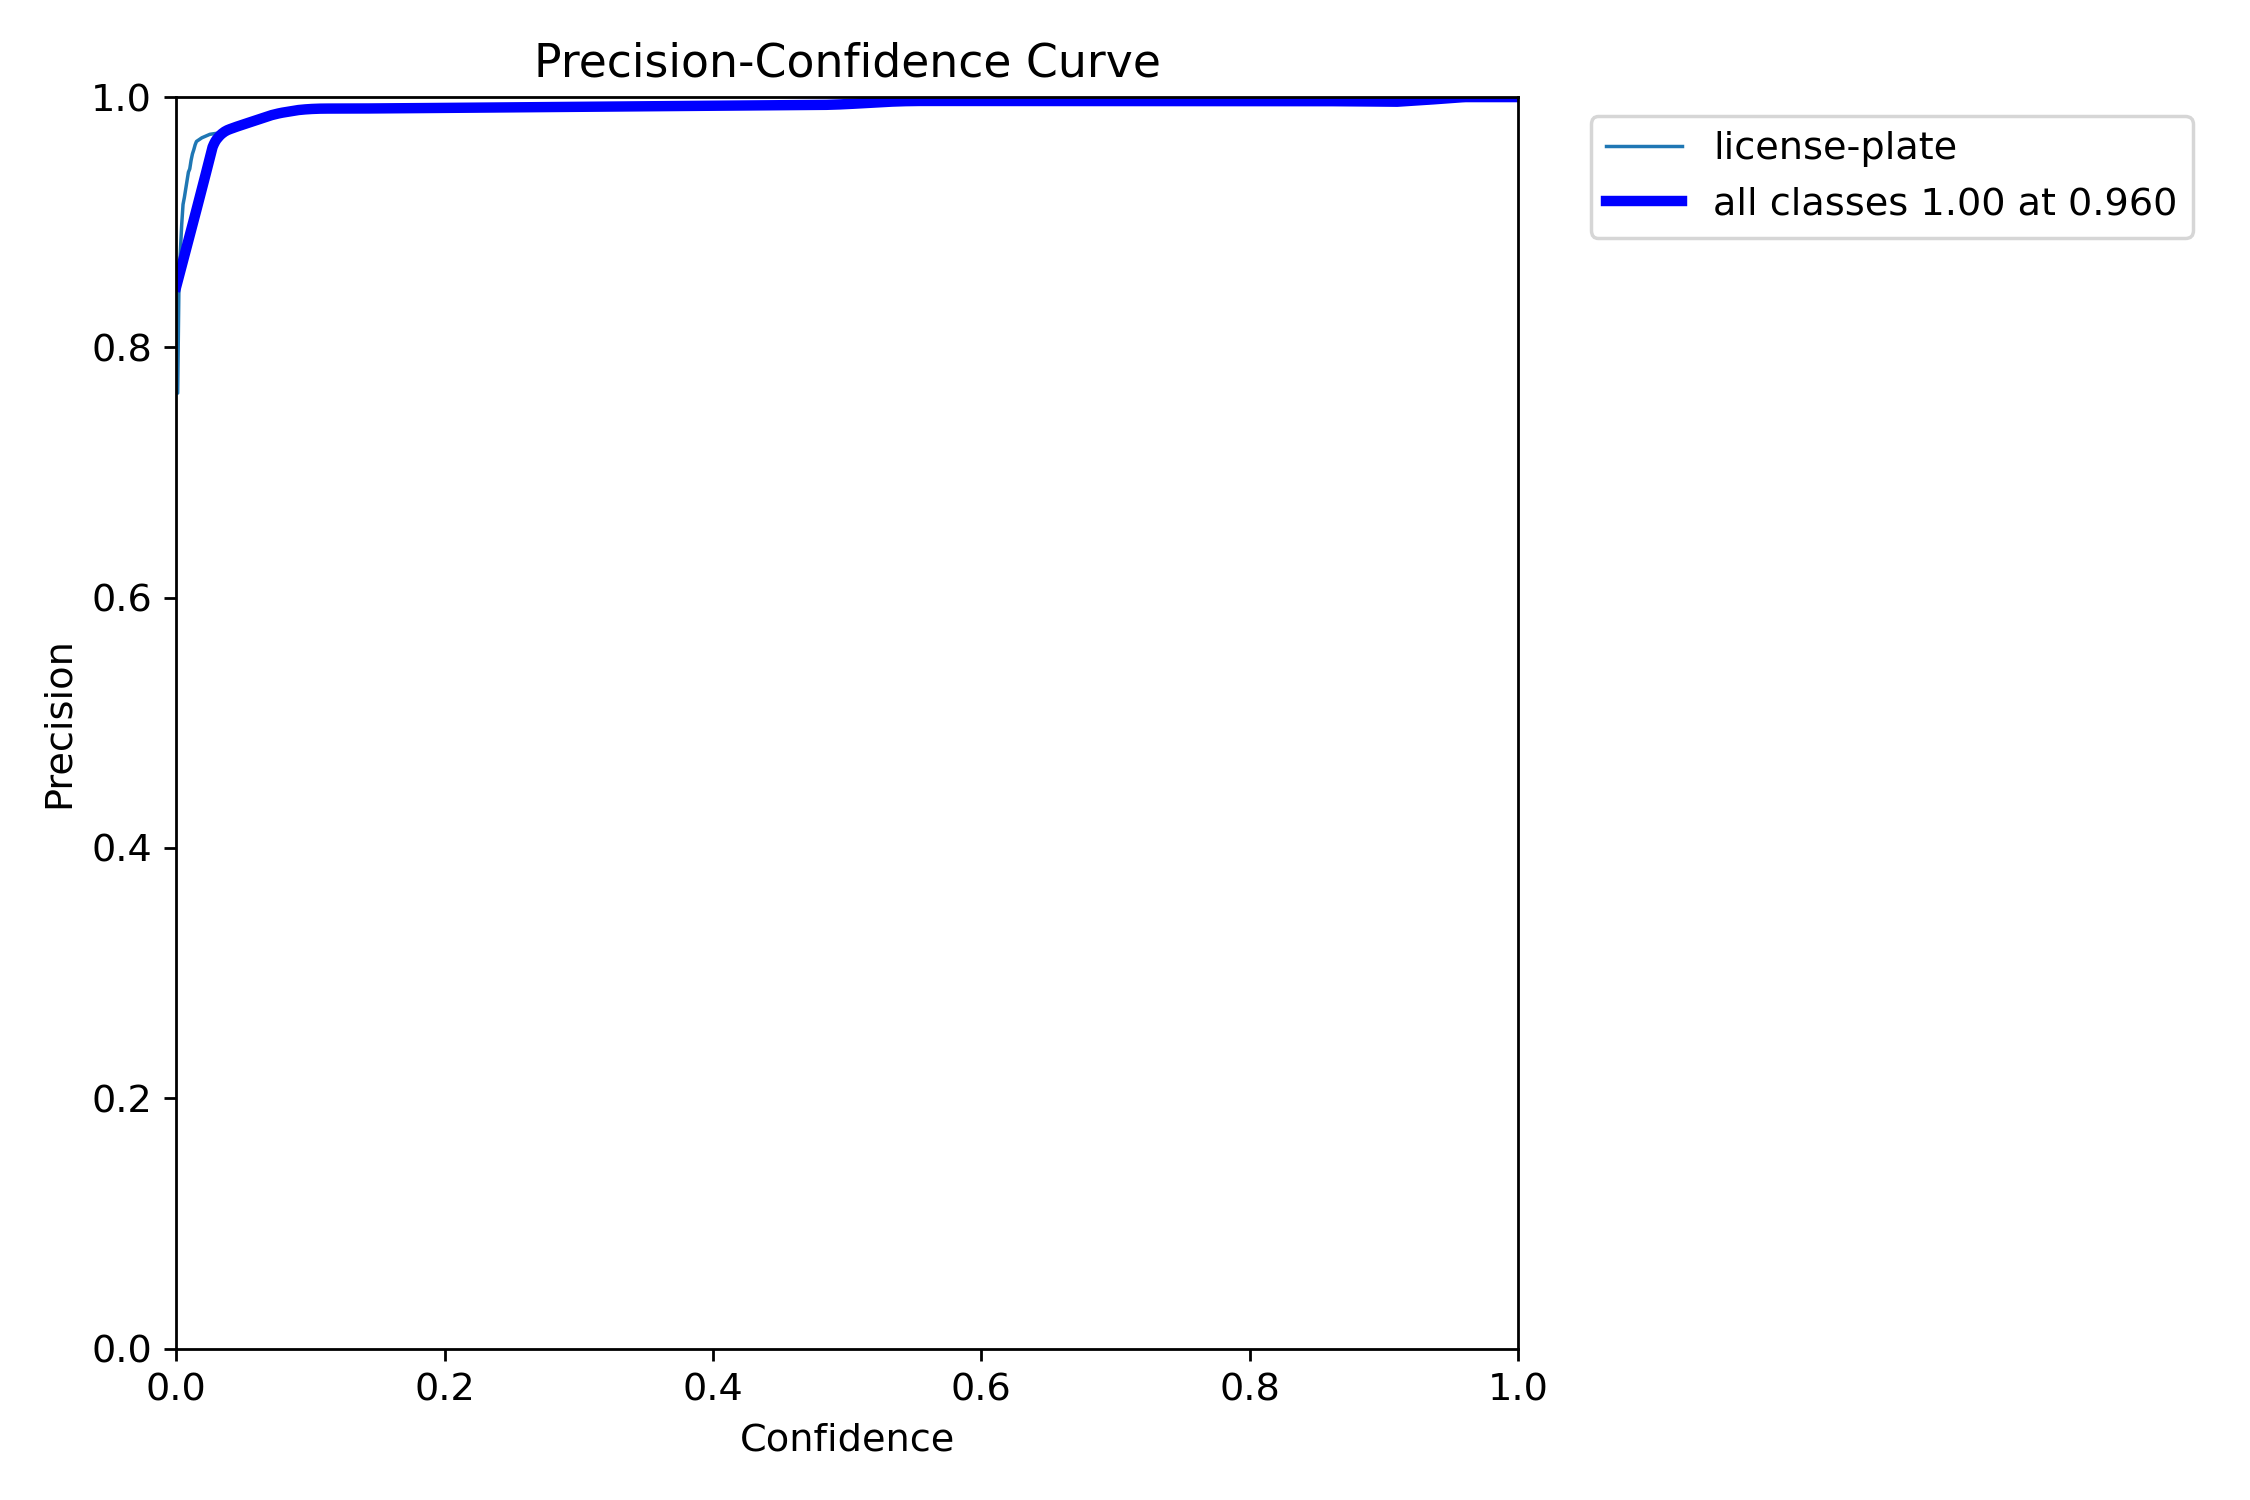 Precision-Confidence Curve
license-plate
all classes 1.00 at 0.960
Precision
1.0
0.8
0.6
0.4
0.2
0.0
0.0 0.2 0.4 0.6 0.8 1.0
Confidence